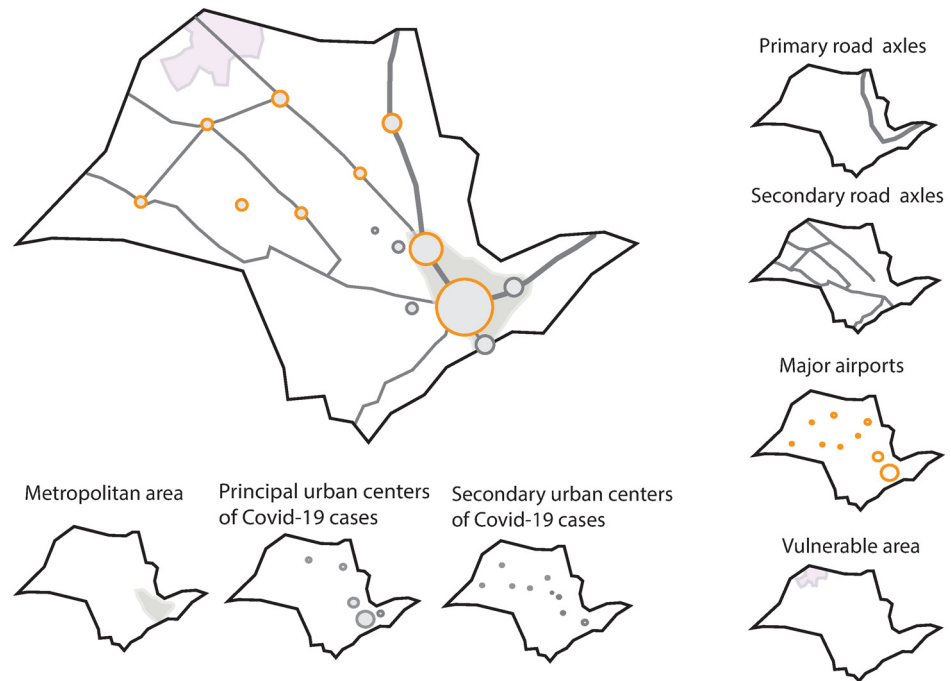 Primary road axles
Secondary road axles
Major airports
Metropolitan area
Principal urban centers
of Covid-19 cases
Secondary urban centers
of Covid-19 cases
Vulnerable area